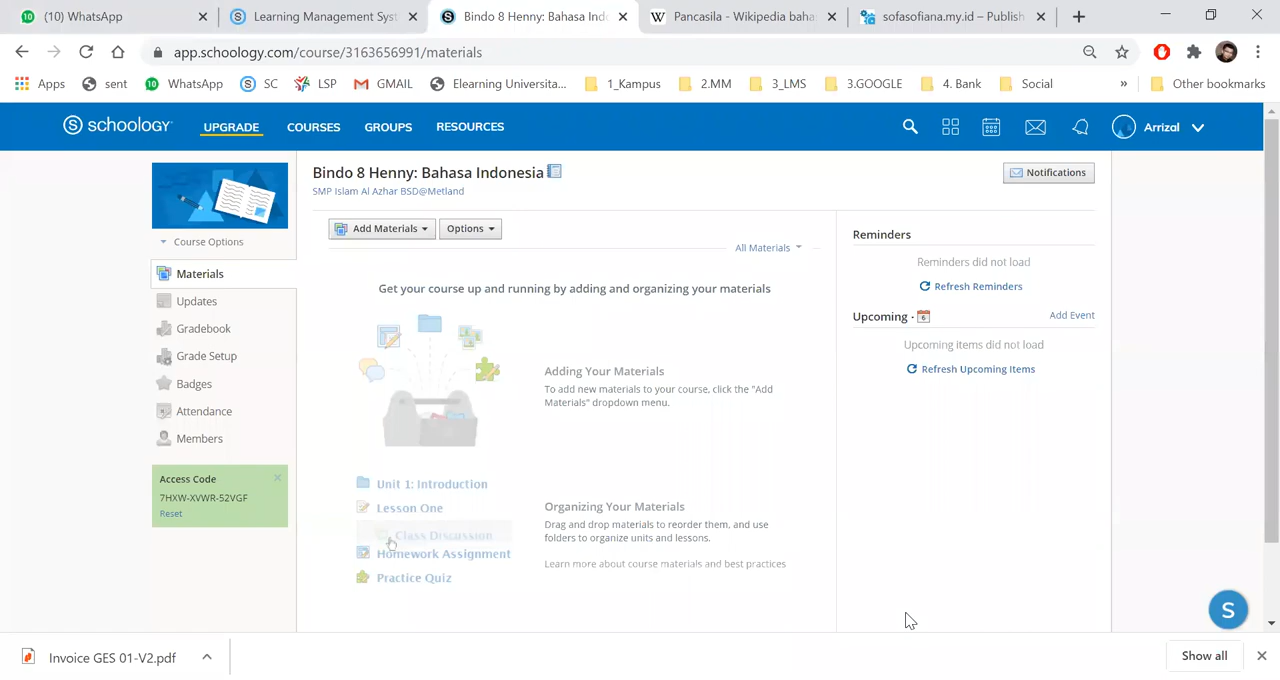 (10) WhatsApp
Learning Management Syst
Bindo 8 Henny: Bahasa Indo
Pancasila - Wikipedia baha
sofasofiana.my.id – Publish
app.schoology.com/course/3163656991/materials
Apps
sent
10 WhatsApp
SC
LSP
GMAIL
Elearning Universita...
1_Kampus
2.MM
3_LMS
3.GOOGLE
4. Bank
Social
»
Other bookmarks
S schoology
UPGRADE
COURSES
GROUPS
RESOURCES
Arrizal
Bindo 8 Henny: Bahasa Indonesia
SMP Islam Al Azhar BSD@Metland
Notifications
Course Options
Materials
Updates
Gradebook
Grade Setup
Badges
Attendance
Members
Access Code
7HXW-XVWR-52VGF
Reset
Add Materials
Options
All Materials
Get your course up and running by adding and organizing your materials
Adding Your Materials
To add new materials to your course, click the "Add
Materials" dropdown menu.
Unit 1: Introduction
Lesson One
Class Discussion
Homework Assignment
Practice Quiz
Organizing Your Materials
Drag and drop materials to reorder them, and use
folders to organize units and lessons.
Learn more about course materials and best practices
Reminders
Reminders did not load
Refresh Reminders
Upcoming · 6
Add Event
Upcoming items did not load
Refresh Upcoming Items
S
Invoice GES 01-V2.pdf
Show all